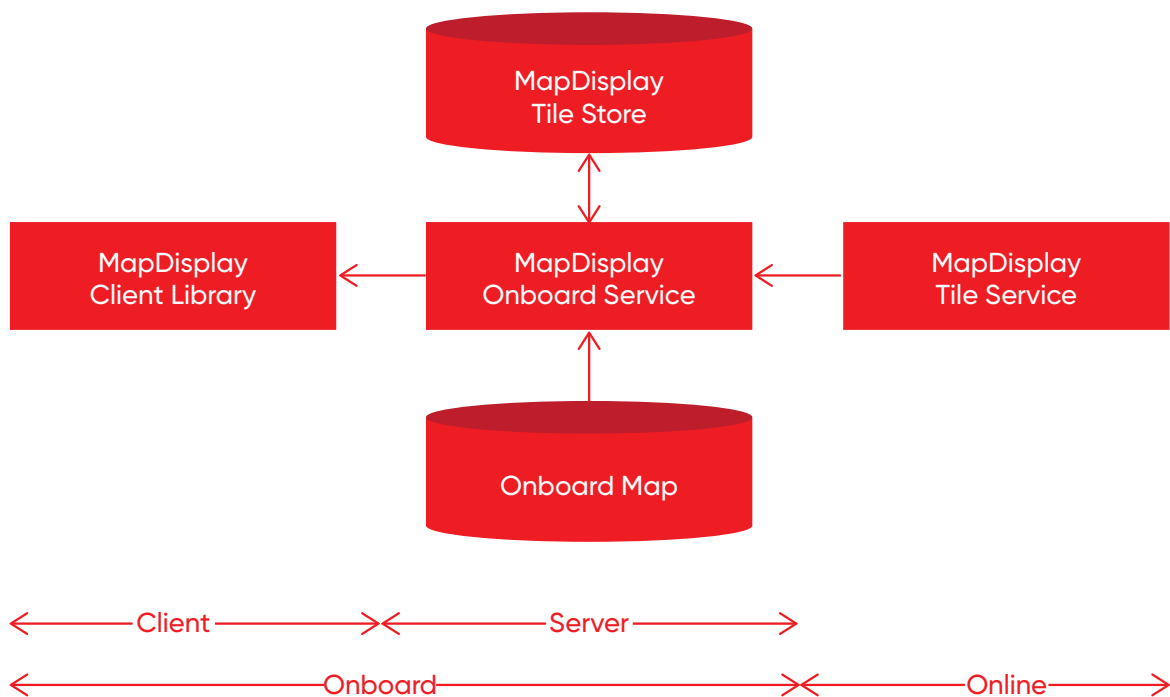 MapDisplay
Tile Store
MapDisplay
Client Library
MapDisplay
Onboard Service
MapDisplay
Tile Service
Onboard Map
Client
Server
Onboard
Online